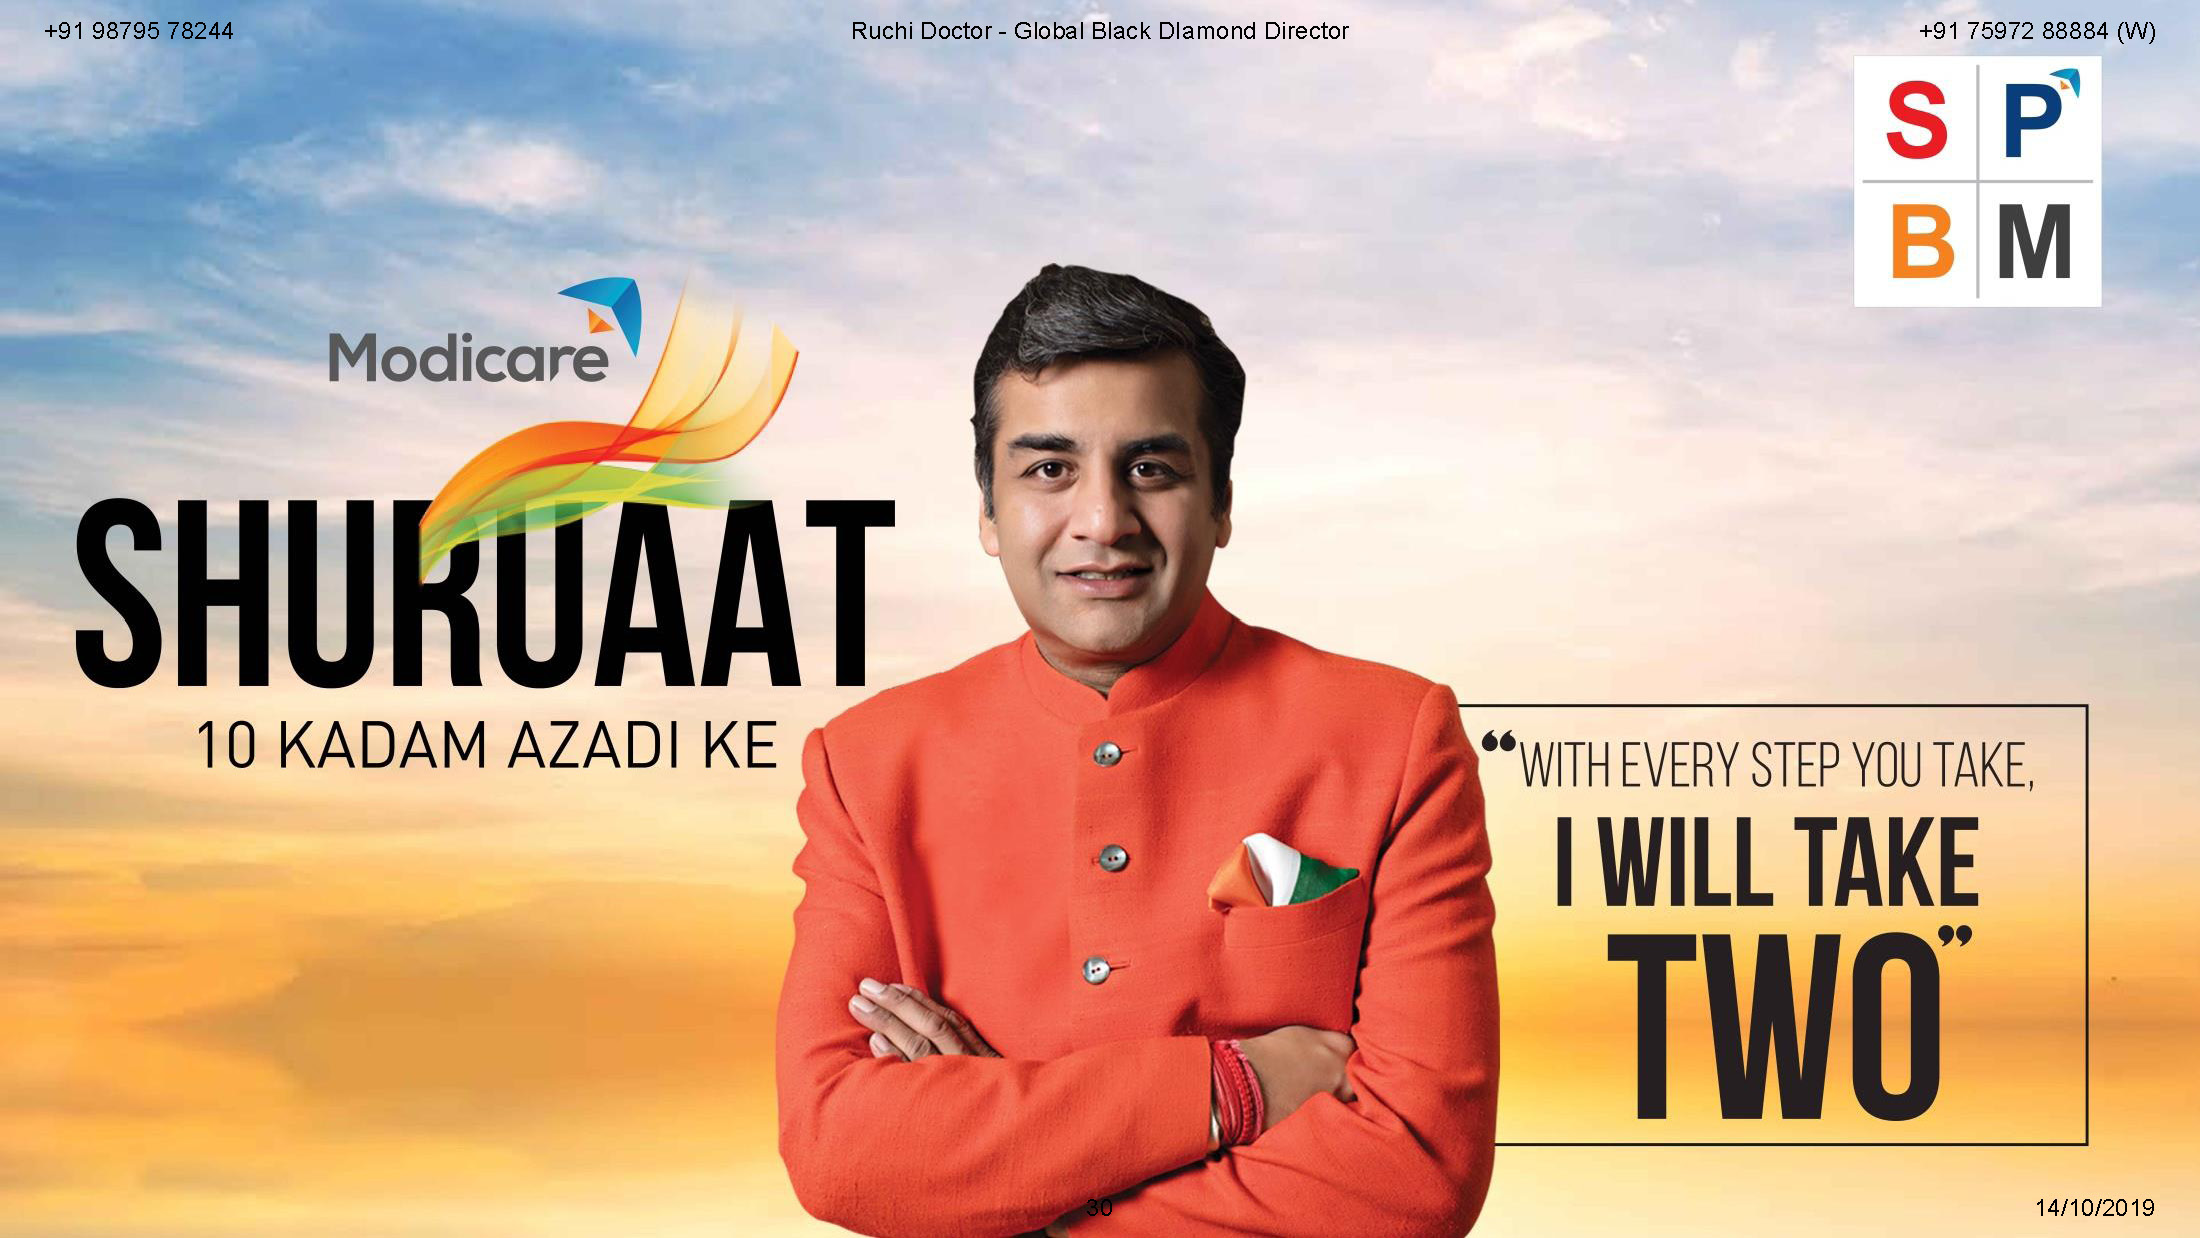 +91 98795 78244
Ruchi Doctor - Global Black DIamond Director
+91 75972 88884 (W)
S P
B M
Modicare
SHURUAAT
10 KADAM AZADI KE
“WITH EVERY STEP YOU TAKE,
I WILL TAKE
TWO”
30
14/10/2019